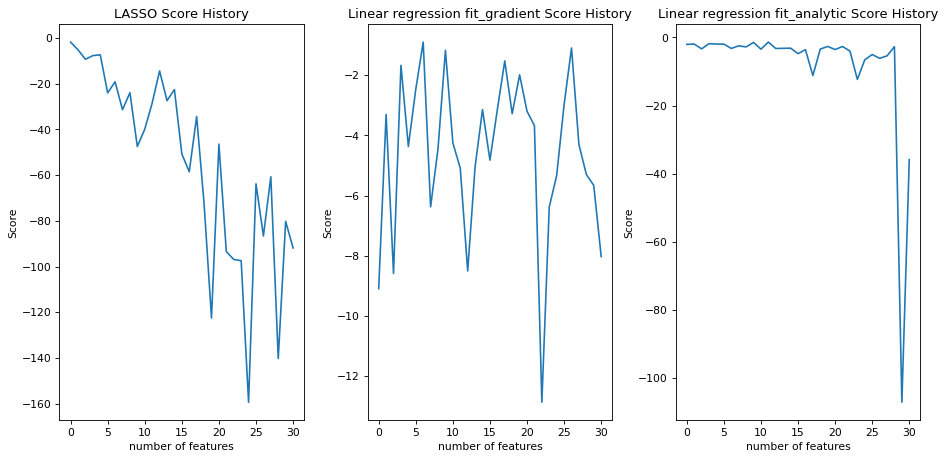 LASSO Score History
Score
0
−20
−40
−60
−80
−100
−120
−140
−160
0 5 10 15 20 25 30
number of features
Linear regression fit_gradient Score History
Score
−2
−4
−6
−8
−10
−12
0 5 10 15 20 25 30
number of features
Linear regression fit_analytic Score History
Score
0
−20
−40
−60
−80
−100
0 5 10 15 20 25 30
number of features